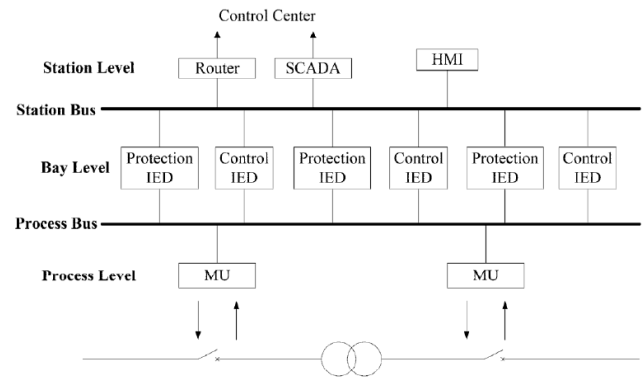 Control Center
Station Level
Router
SCADA
HMI
Station Bus
Bay Level
Protection
IED
Control
IED
Protection
IED
Control
IED
Protection
IED
Control
IED
Process Bus
Process Level
MU
MU